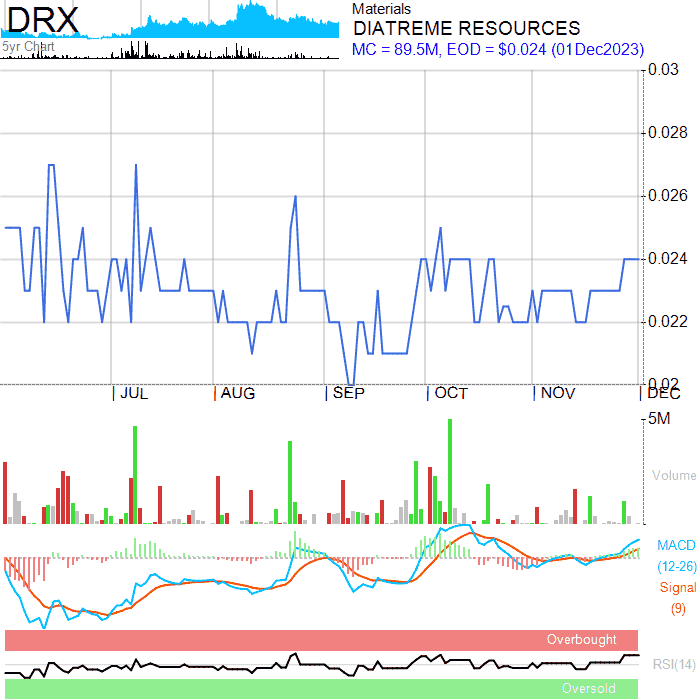 DRX
5yr Chart
Materials
DIATREME RESOURCES
MC = 89.5M, EOD = $0.024 (01Dec2023)
0.03
0.028
0.026
0.024
0.022
0.02
JUL AUG SEP OCT NOV DEC
5M
Volume
MACD
(12-26)
Signal
(9)
Overbought
RSI(14)
Oversold